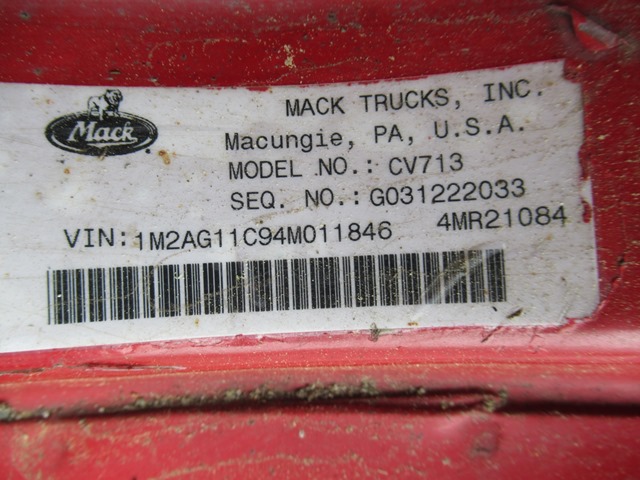 Mack
MACK TRUCKS, INC.
Macungie, PA, U.S.A.
MODEL NO.: CV713
SEQ. NO.: G031222033
VIN: 1M2AG11C94M011846 4MR21084